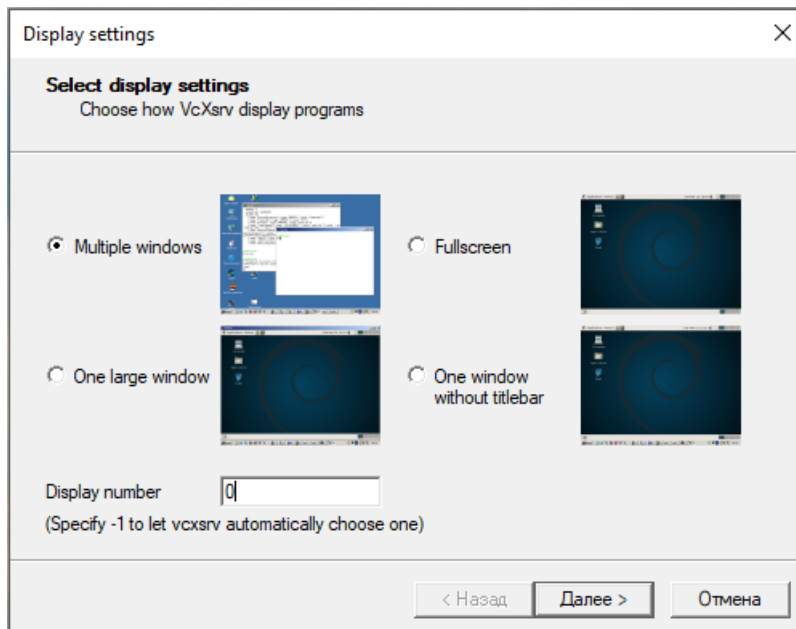 Display settings
Select display settings
Choose how VcXsrv display programs
Multiple windows
Fullscreen
One large window
One window
without titlebar
Display number
0
(Specify -1 to let vcxsrv automatically choose one)
< Назад
Далее >
Отмена